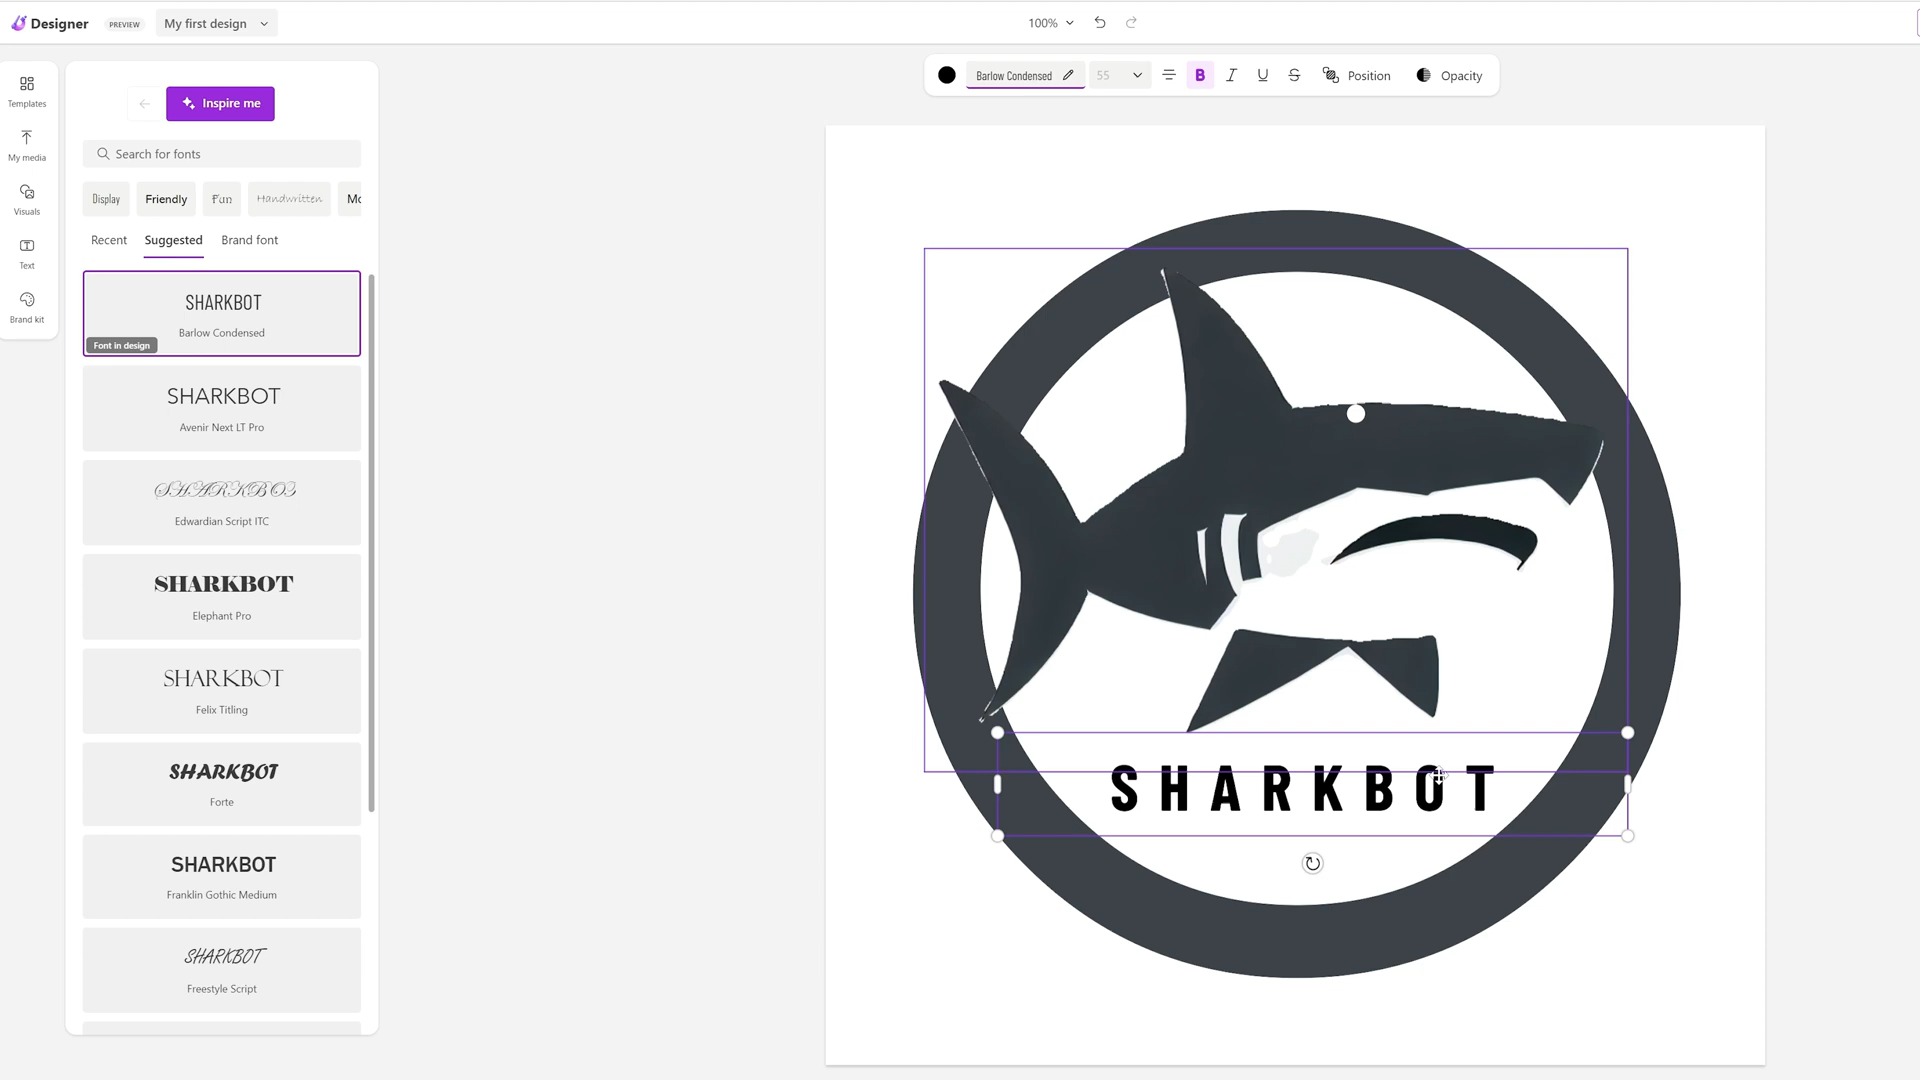 Designer PREVIEW My first design 100%
Barlow Condensed 55 B I U S Position Opacity
Templates
My media
Visuals
Text
Brand kit
Inspire me
Search for fonts
Display Friendly Fun Handwritten Mo
Recent Suggested Brand font
SHARKBOT
Barlow Condensed
Font in design
SHARKBOT
Avenir Next LT Pro
SHARKBOT
Edwardian Script ITC
SHARKBOT
Elephant Pro
SHARKBOT
Felix Titling
SHARKBOT
Forte
SHARKBOT
Franklin Gothic Medium
SHARKBOT
Freestyle Script
SHARKBOT